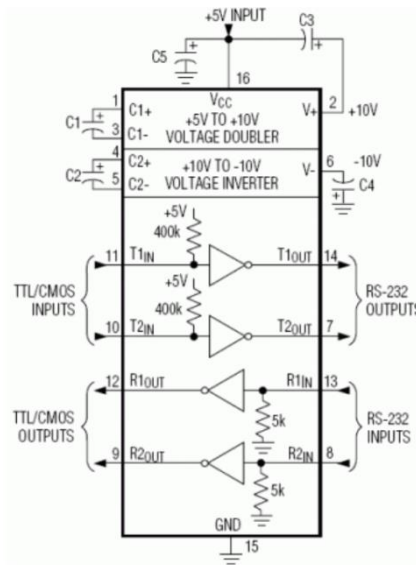 +5V INPUT
C3
C5 +
+
16
VCC
1 C1+
+5V TO +10V
VOLTAGE DOUBLER
V+ 2 +10V
C1 +
3 C1-
4 C2+
+10V TO -10V
VOLTAGE INVERTER
V- 6 -10V
C2 +
5 C2-
+ C4
+5V
400k
11 T1IN
T1OUT 14
+5V
400k
TTL/CMOS
INPUTS
RS-232
OUTPUTS
10 T2IN
T2OUT 7
12 R1OUT
R1IN 13
5k
TTL/CMOS
OUTPUTS
RS-232
INPUTS
9 R2OUT
R2IN 8
5k
GND
15